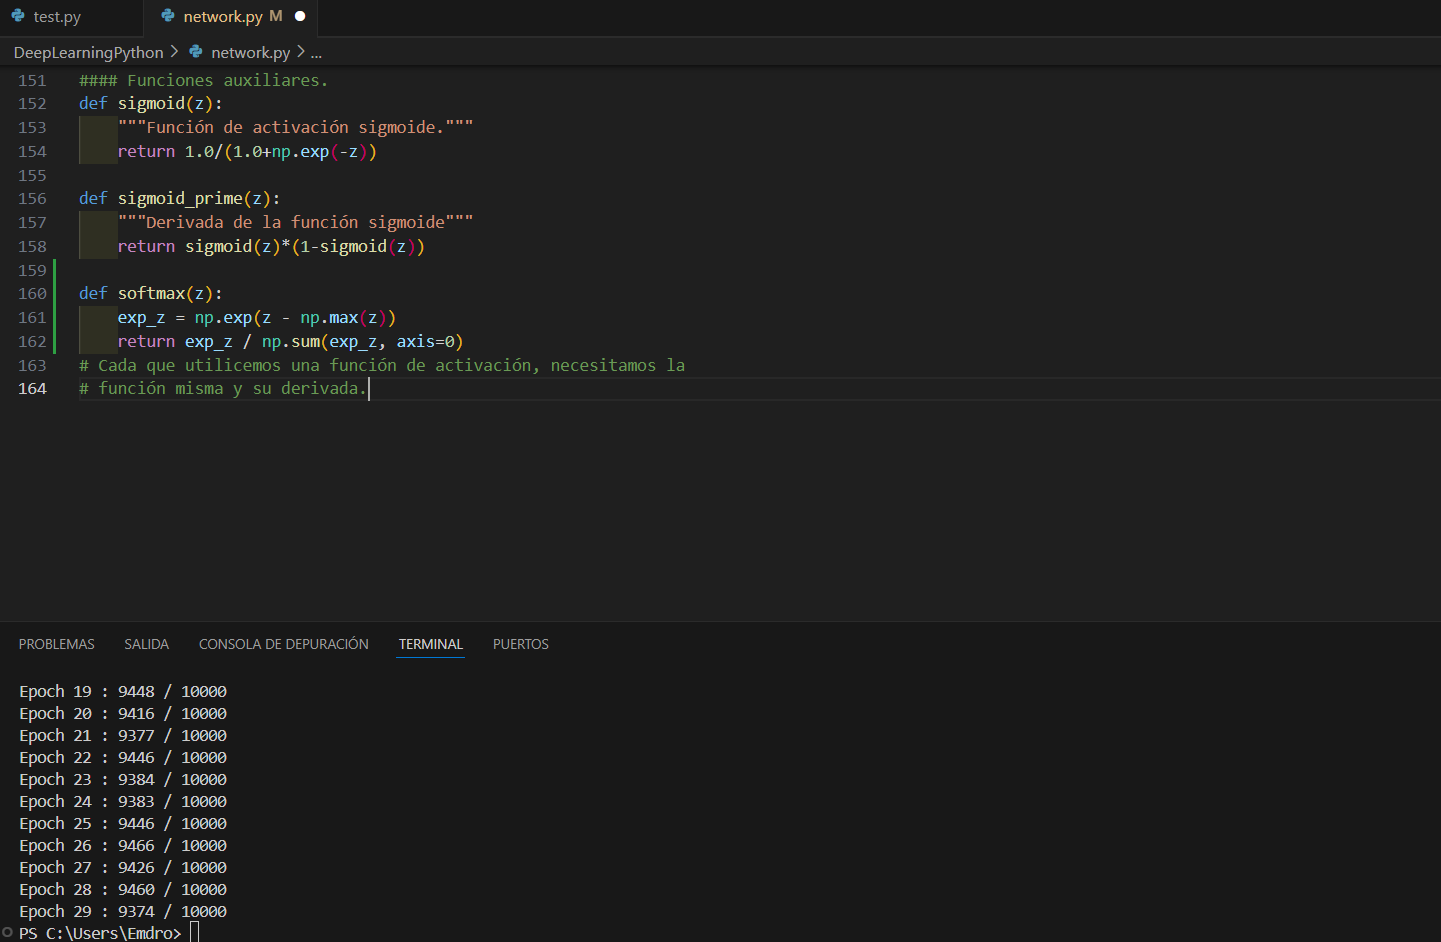 test.py network.py M
DeepLearningPython > network.py > ...
151 #### Funciones auxiliares.
152 def sigmoid(z):
153 """Función de activación sigmoide."""
154 return 1.0/(1.0+np.exp(-z))
155
156 def sigmoid_prime(z):
157 """Derivada de la función sigmoide"""
158 return sigmoid(z)*(1-sigmoid(z))
159
160 def softmax(z):
161 exp_z = np.exp(z - np.max(z))
162 return exp_z / np.sum(exp_z, axis=0)
163 # Cada que utilicemos una función de activación, necesitamos la
164 # función misma y su derivada.
PROBLEMAS SALIDA CONSOLA DE DEPURACIÓN TERMINAL PUERTOS
Epoch 19 : 9448 / 10000
Epoch 20 : 9416 / 10000
Epoch 21 : 9377 / 10000
Epoch 22 : 9446 / 10000
Epoch 23 : 9384 / 10000
Epoch 24 : 9383 / 10000
Epoch 25 : 9446 / 10000
Epoch 26 : 9466 / 10000
Epoch 27 : 9426 / 10000
Epoch 28 : 9460 / 10000
Epoch 29 : 9374 / 10000
PS C:\Users\Emdro>